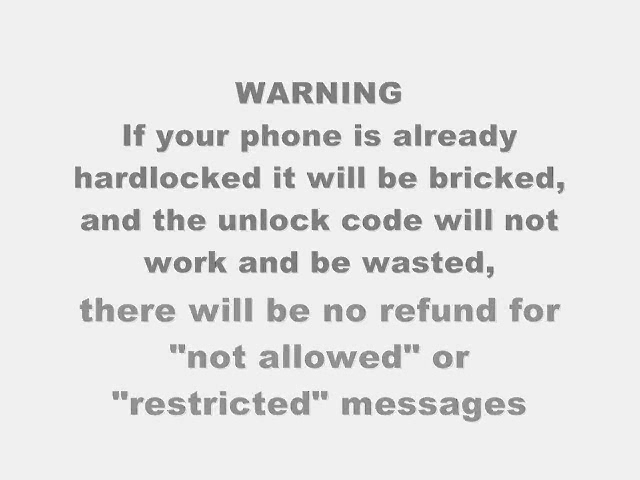 WARNING
If your phone is already
hardlocked it will be bricked,
and the unlock code will not
work and be wasted,
there will be no refund for
"not allowed" or
"restricted" messages